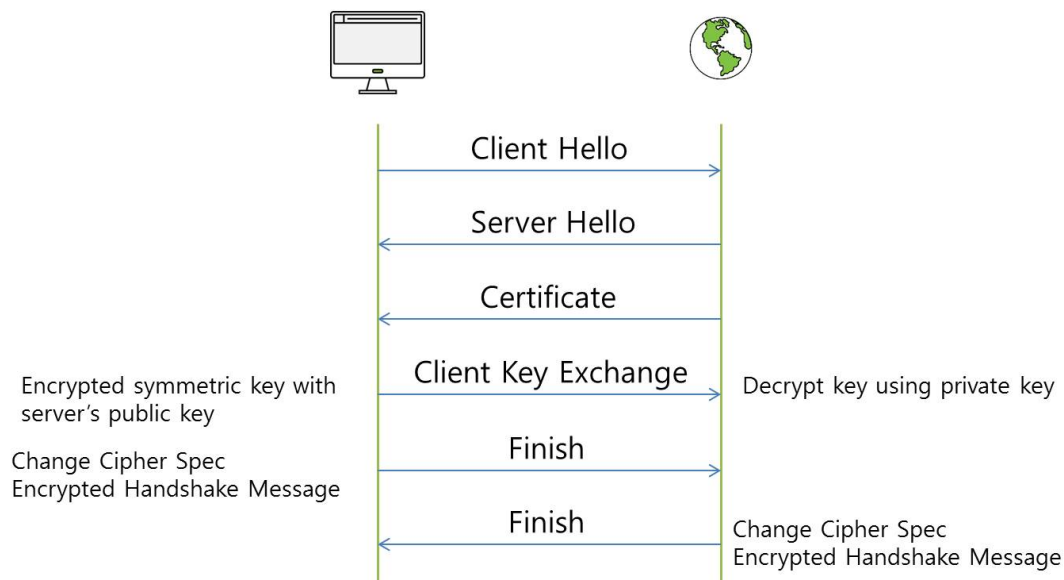 Client Hello
Server Hello
Certificate
Client Key Exchange
Encrypted symmetric key with
server's public key
Decrypt key using private key
Finish
Change Cipher Spec
Encrypted Handshake Message
Finish
Change Cipher Spec
Encrypted Handshake Message